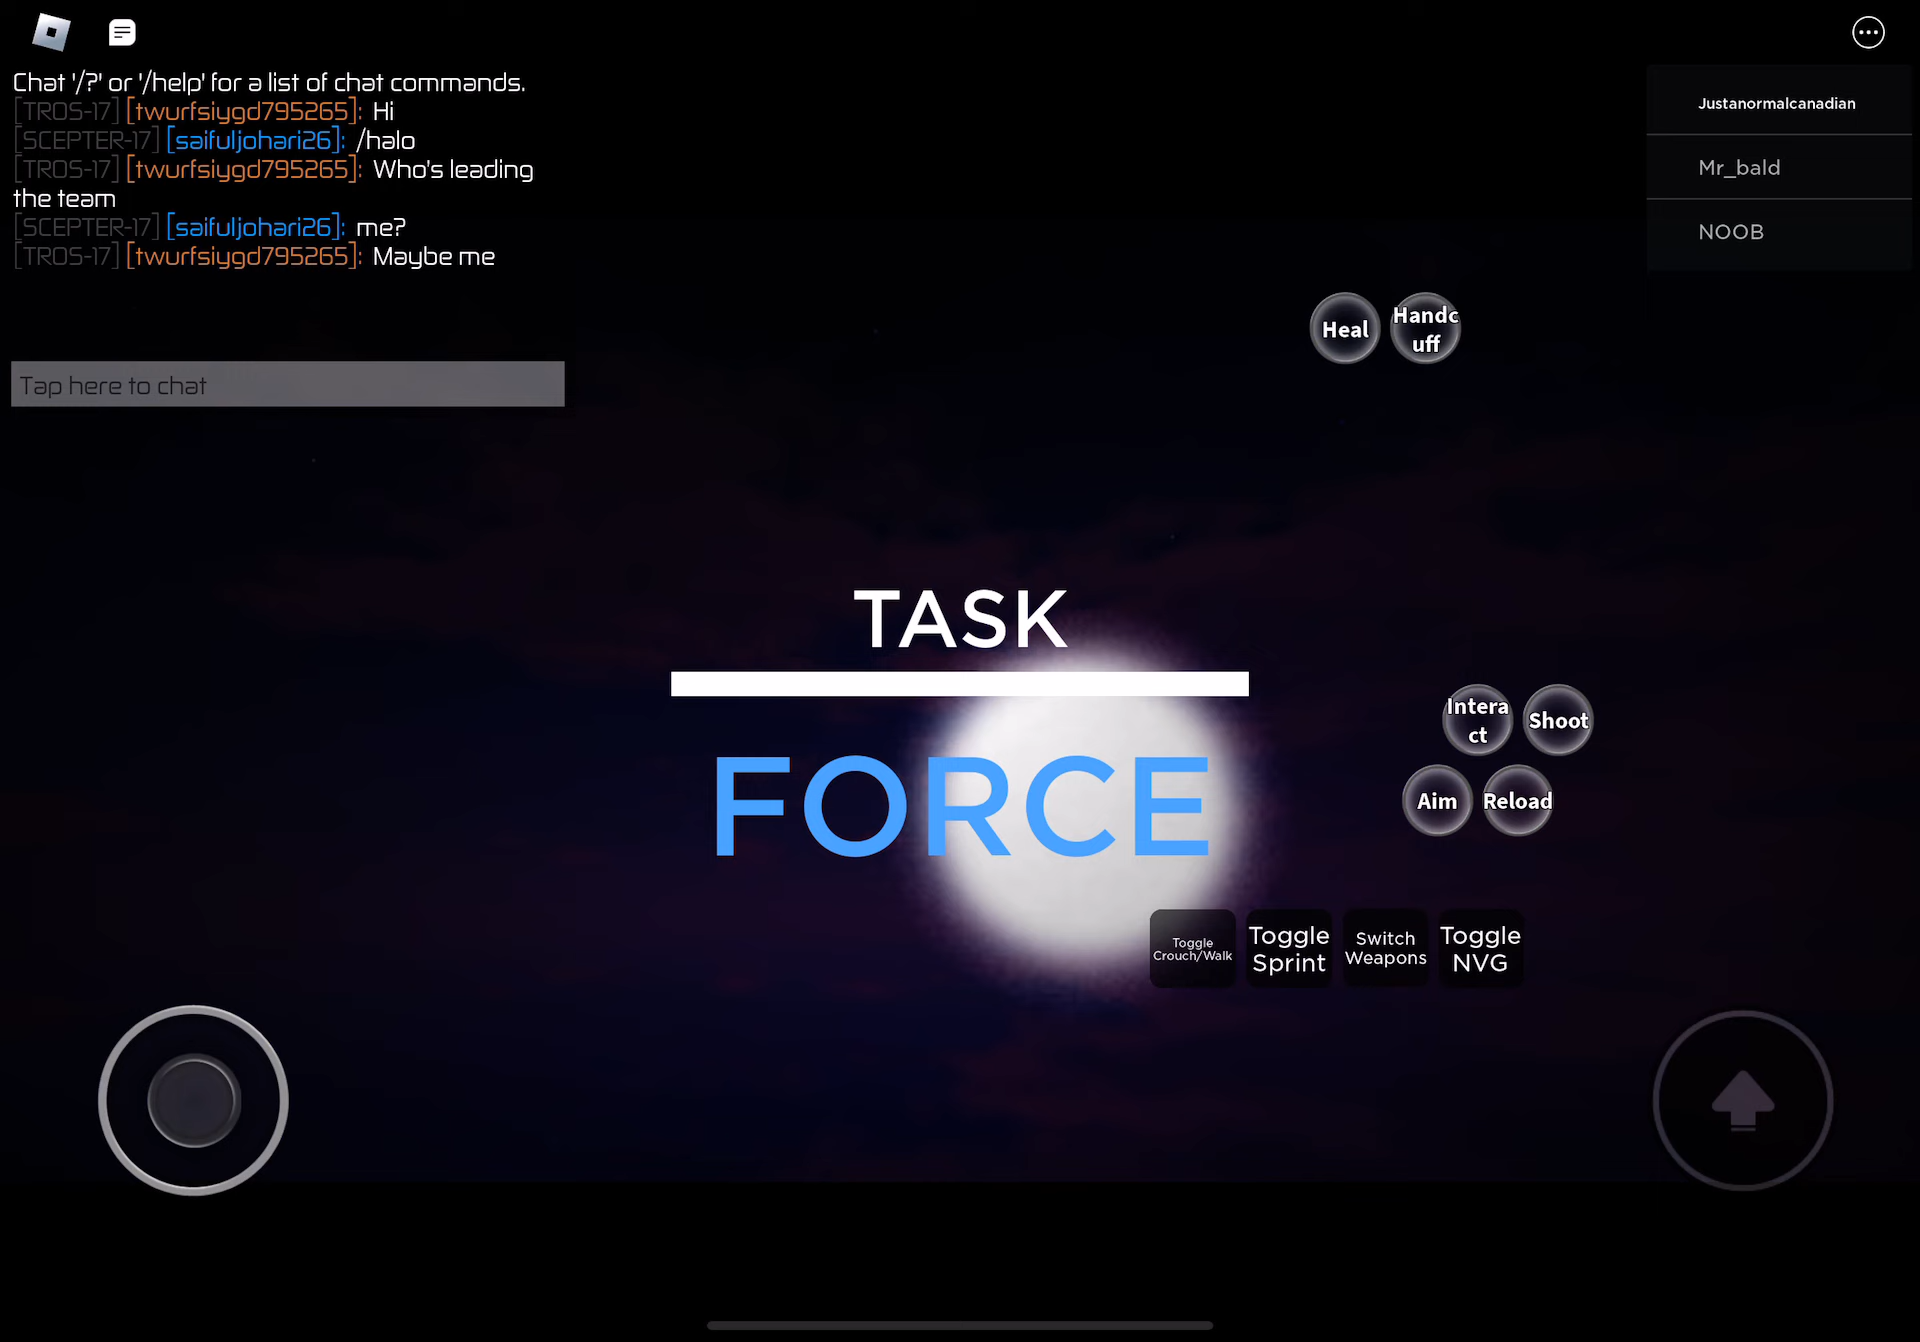 Chat '/?' or '/help' for a list of chat commands.
[TROS-17] [twurfsiygd795265]: Hi
[SCEPTER-17] [saifuljohari26]: /halo
[TROS-17] [twurfsiygd795265]: Who's leading
the team
[SCEPTER-17] [saifuljohari26]: me?
[TROS-17] [twurfsiygd795265]: Maybe me
Tap here to chat
Justanormalcanadian
Mr_bald
NOOB
Heal
Handc
uff
TASK
FORCE
Intera
ct
Shoot
Aim
Reload
Toggle
Crouch/Walk
Toggle
Sprint
Switch
Weapons
Toggle
NVG